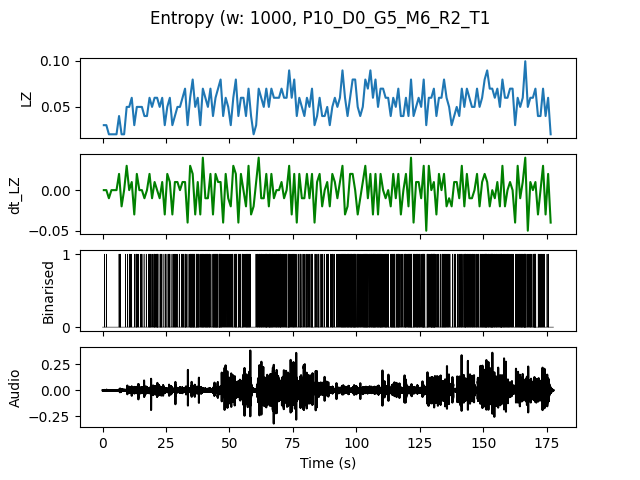 Entropy (w: 1000, P10_D0_G5_M6_R2_T1
0.10
0.05
LZ
0.00
−0.05
dt_LZ
1
0
Binarised
0.25
0.00
−0.25
Audio
0 25 50 75 100 125 150 175
Time (s)